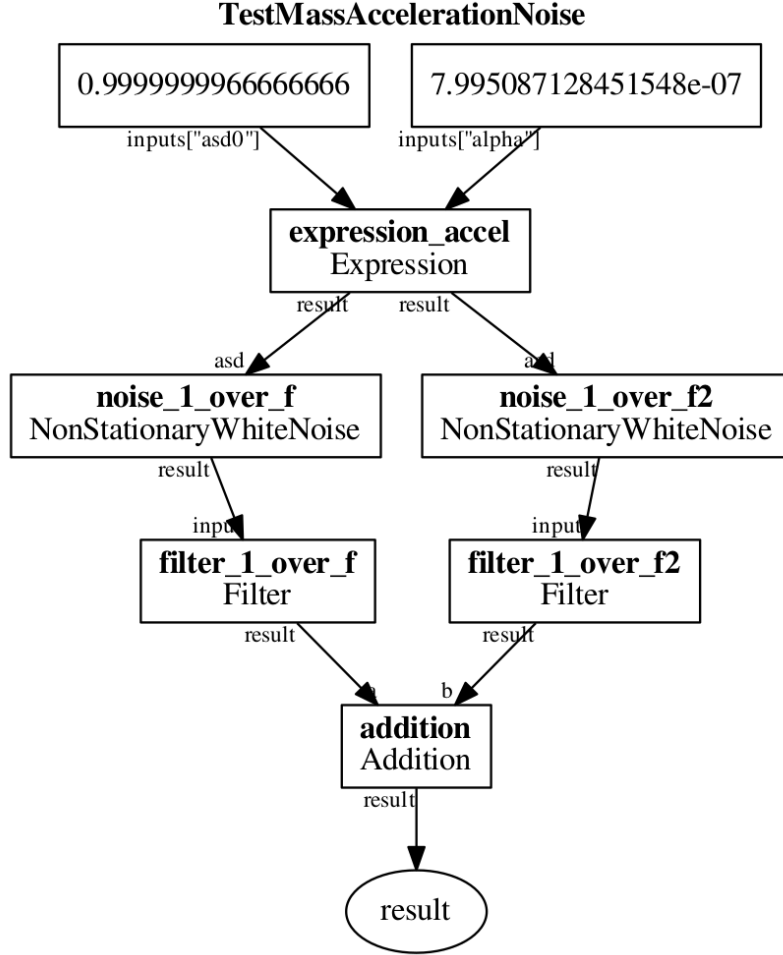 TestMassAccelerationNoise
0.9999999966666666
7.995087128451548e-07
inputs["asd0"]
inputs["alpha"]
expression_accel
Expression
result
result
asd
asd
noise_1_over_f
NonStationaryWhiteNoise
noise_1_over_f2
NonStationaryWhiteNoise
result
result
input
input
filter_1_over_f
Filter
filter_1_over_f2
Filter
result
result
a
b
addition
Addition
result
result